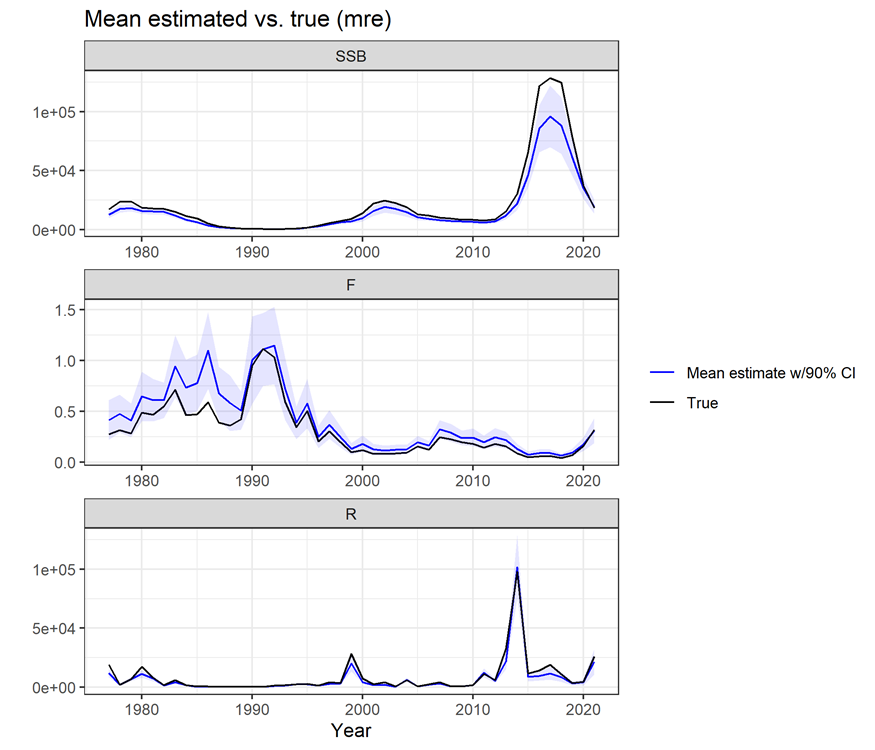 Mean estimated vs. true (mre)
SSB
1e+05
5e+04
0e+00
1980 1990 2000 2010 2020
F
1.5
1.0
0.5
0.0
1980 1990 2000 2010 2020
Mean estimate w/90% CI
True
R
1e+05
5e+04
0e+00
1980 1990 2000 2010 2020
Year